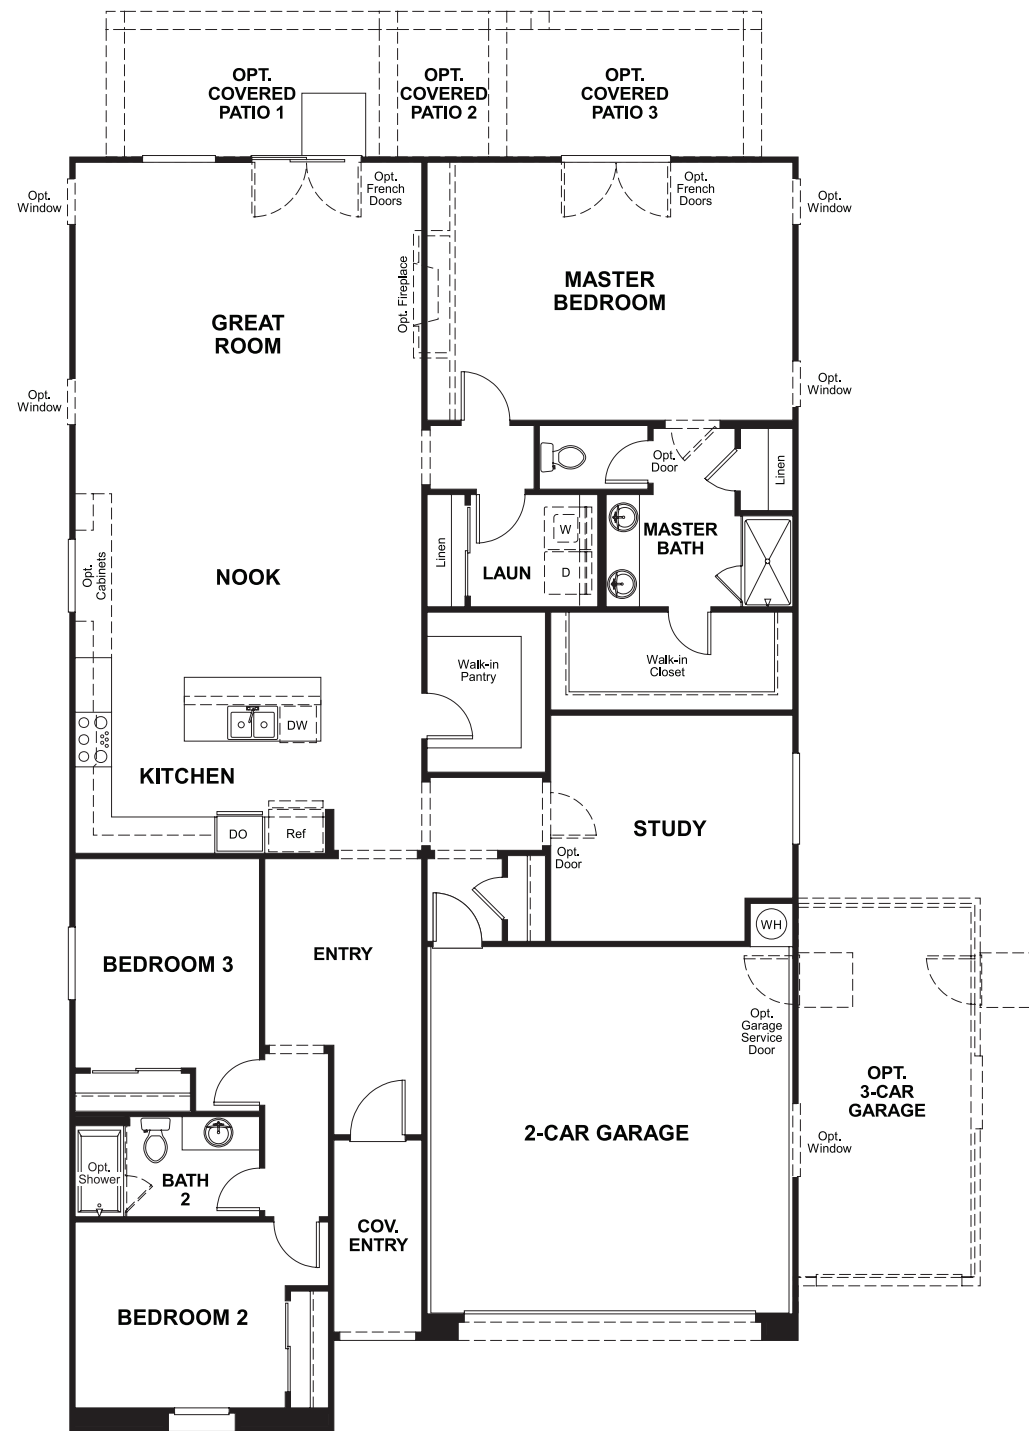 OPT.
COVERED
PATIO 1
OPT.
COVERED
PATIO 2
OPT.
COVERED
PATIO 3
Opt.
Window
Opt.
French
Doors
Opt.
French
Doors
Opt.
Window
Opt. Fireplace
MASTER
BEDROOM
GREAT
ROOM
Opt.
Window
Opt.
Window
Opt.
Door
Linen
Opt.
Cabinets
NOOK
Linen
LAUN
W
D
MASTER
BATH
Walk-in
Pantry
Walk-in
Closet
DW
KITCHEN
DO
Ref
STUDY
Opt.
Door
WH
BEDROOM 3
ENTRY
Opt.
Garage
Service
Door
OPT.
3-CAR
GARAGE
2-CAR GARAGE
Opt.
Window
Opt.
Shower
BATH
2
COV.
ENTRY
BEDROOM 2